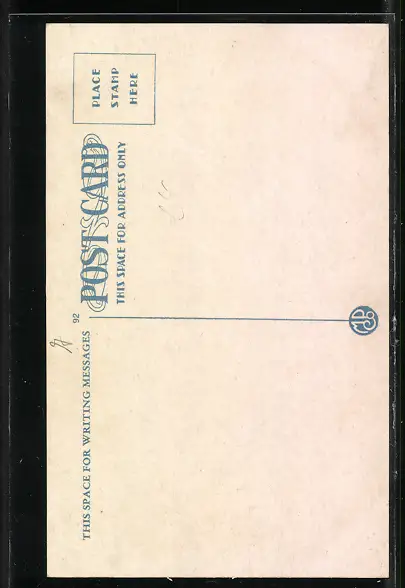 THIS SPACE FOR WRITING MESSAGES
92
POST CARD
THIS SPACE FOR ADDRESS ONLY
PLACE
STAMP
HERE